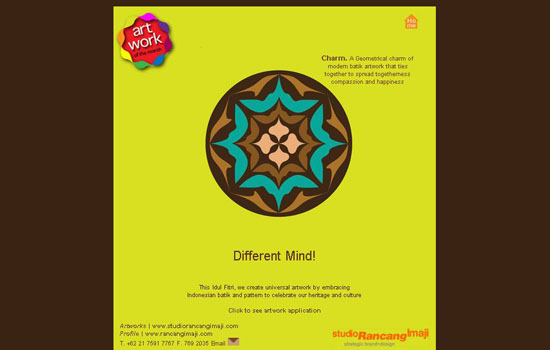 art
work
of the month
Charm. A Geometrical charm of
modern batik artwork that ties
together to spread togetherness
compassion and happiness
Different Mind!
This Idul Fitri, we create universal artwork by embracing
Indonesian batik and pattern to celebrate our heritage and culture
Click to see artwork application
Artworks | www.studiorancangimaji.com
Profile | www.rancangimaji.com
T. +62 21 7591 7767 F. 769 2035 Email
studioRancangImaji
strategic brand+design